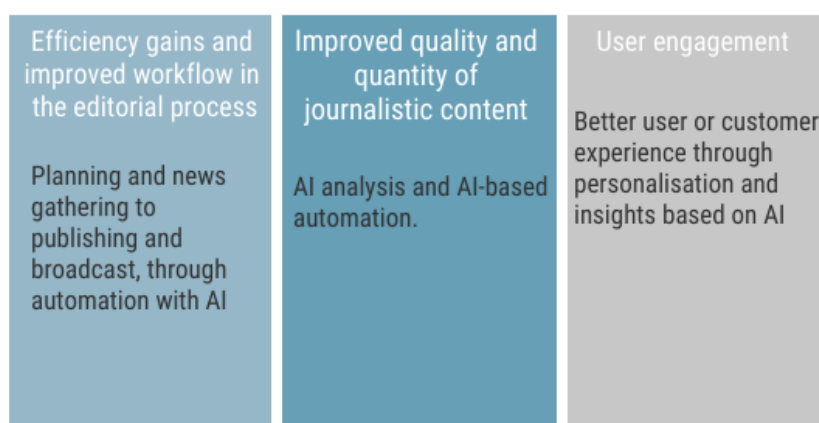 Efficiency gains and
improved workflow in
the editorial process
Planning and news
gathering to
publishing and
broadcast, through
automation with AI
Improved quality and
quantity of
journalistic content
AI analysis and AI-based
automation.
User engagement
Better user or customer
experience through
personalisation and
insights based on AI